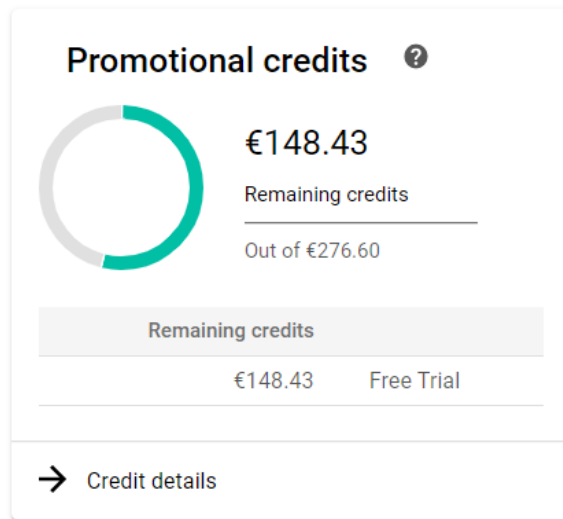 Promotional credits ?
€148.43
Remaining credits
Out of €276.60
Remaining credits
€148.43 Free Trial
Credit details